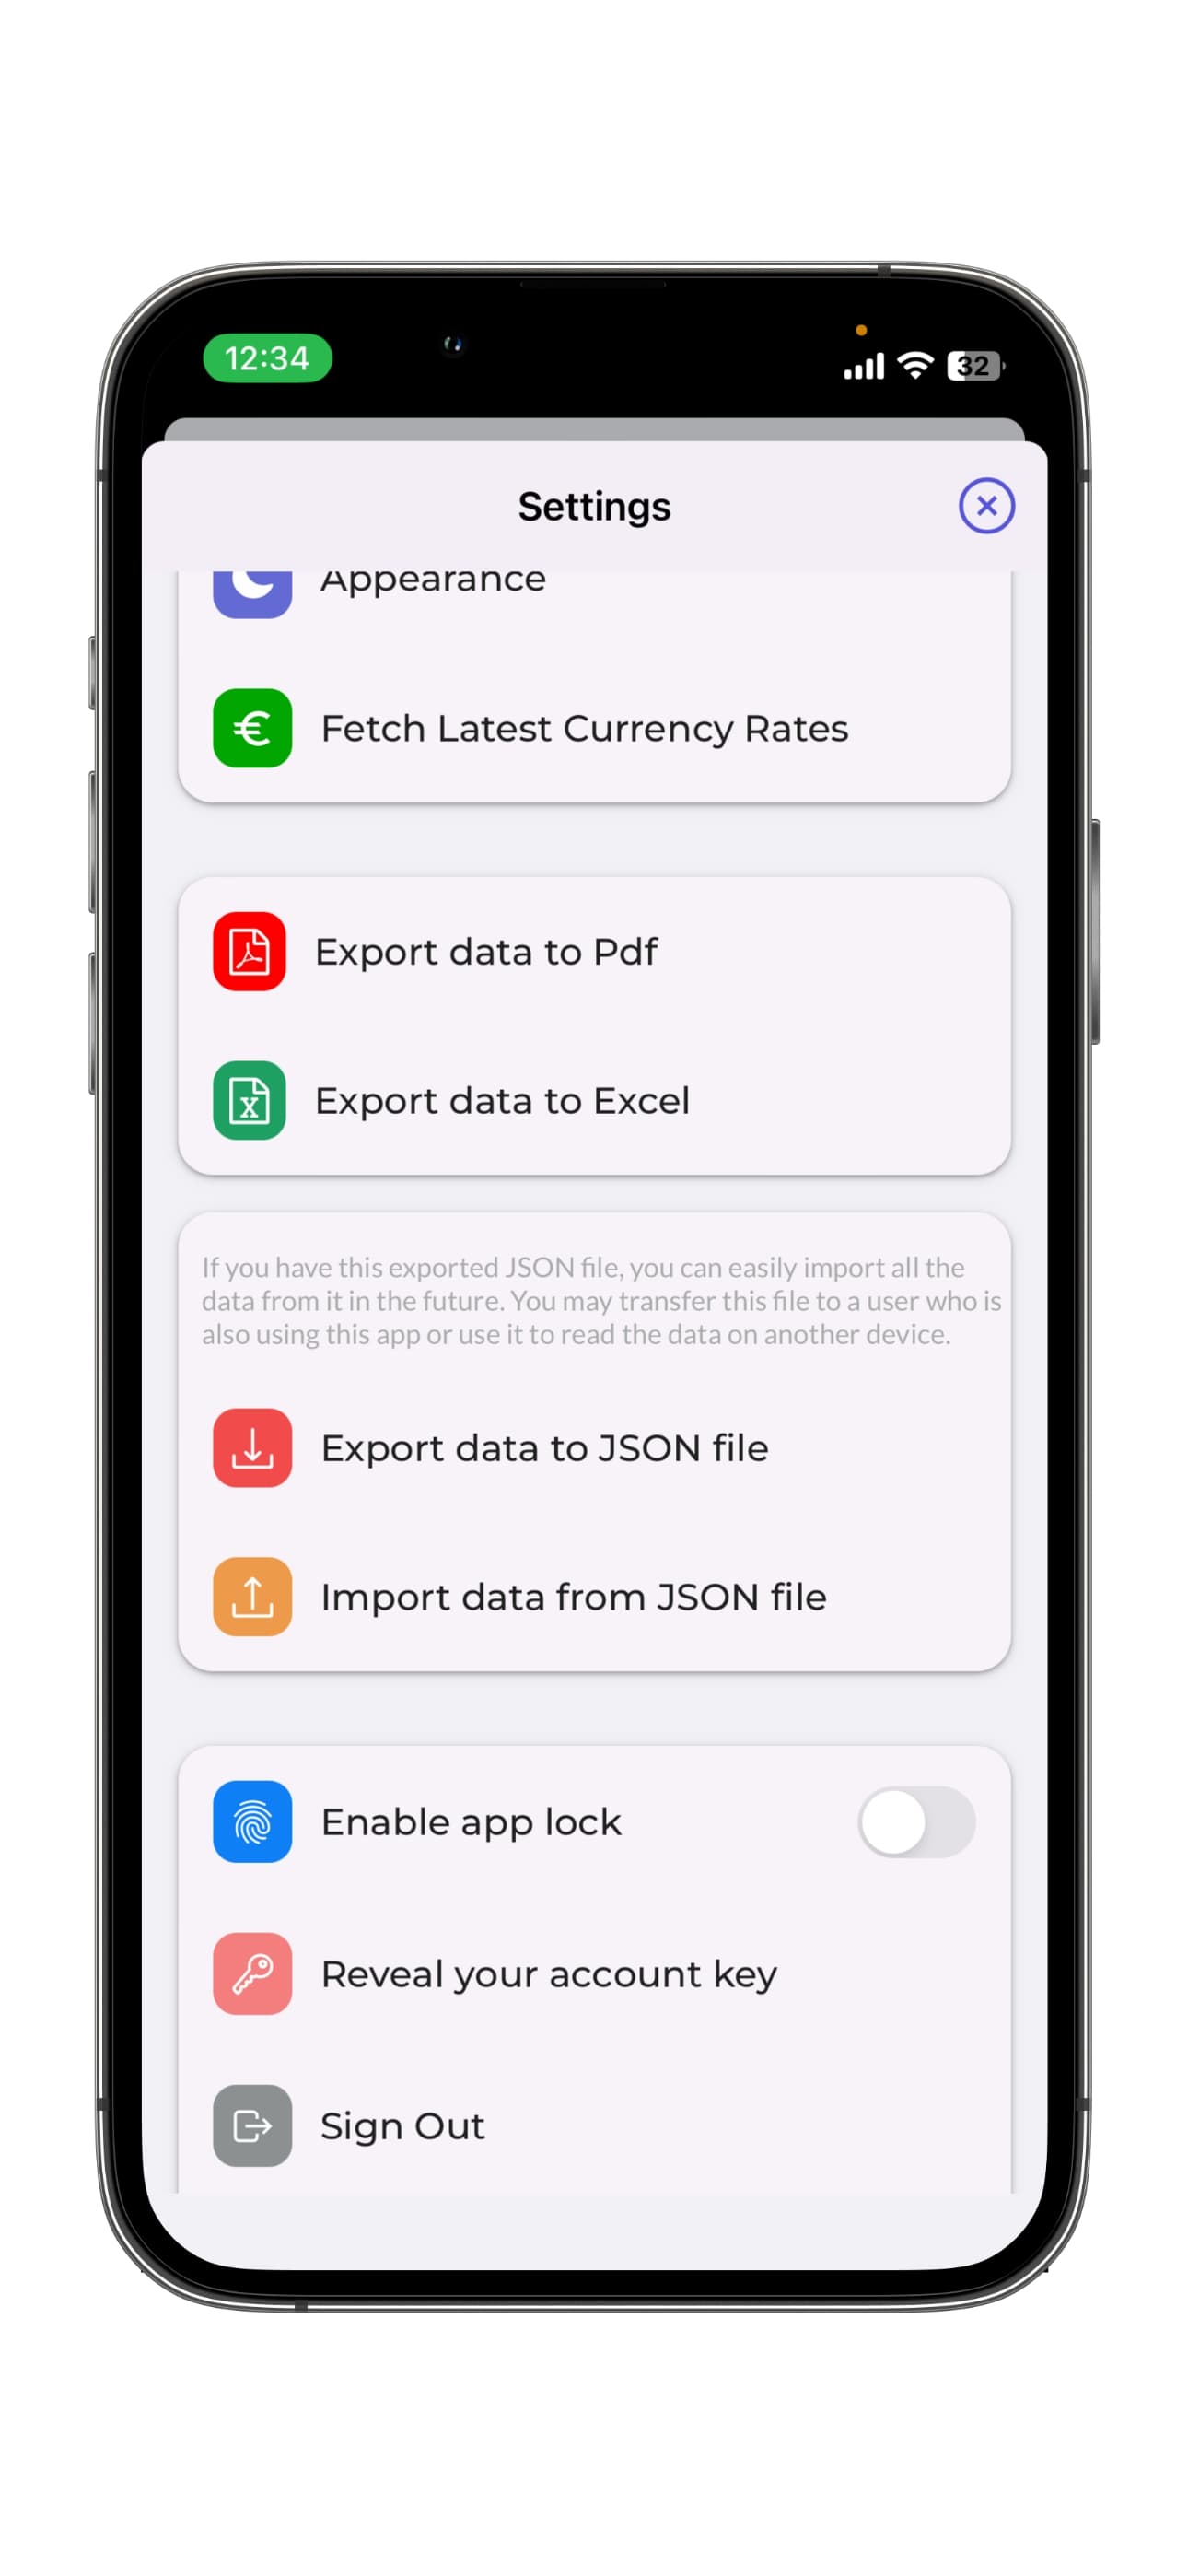 12:34
32
Settings
Appearance
€
Fetch Latest Currency Rates
Export data to Pdf
X
Export data to Excel
If you have this exported JSON file, you can easily import all the
data from it in the future. You may transfer this file to a user who is
also using this app or use it to read the data on another device.
Export data to JSON file
Import data from JSON file
Enable app lock
Reveal your account key
Sign Out